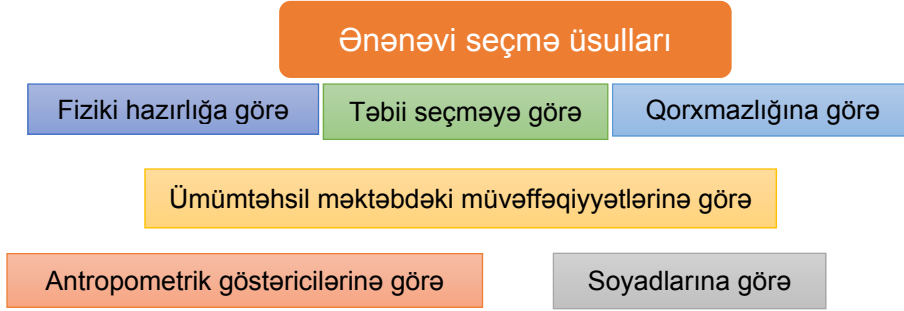 Ənənəvi seçmə üsulları
Fiziki hazırlığa görə
Təbii seçməyə görə
Qorxmazlığına görə
Ümümtəhsil məktəbdəki müvəffəqiyyətlərinə görə
Antropometrik göstəricilərinə görə
Soyadlarına görə